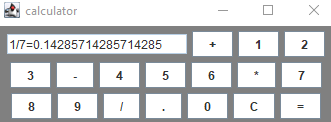 calculator
1/7=0.14285714285714285 + 1 2
3 - 4 5 6 * 7
8 9 / . 0 C =